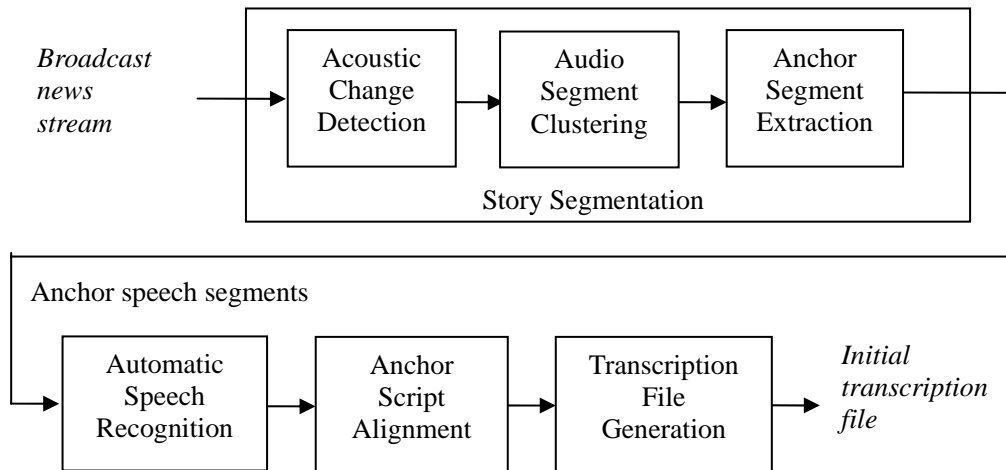 Broadcast
news
stream
Acoustic
Change
Detection
Audio
Segment
Clustering
Anchor
Segment
Extraction
Story Segmentation
Anchor speech segments
Automatic
Speech
Recognition
Anchor
Script
Alignment
Transcription
File
Generation
Initial
transcription
file